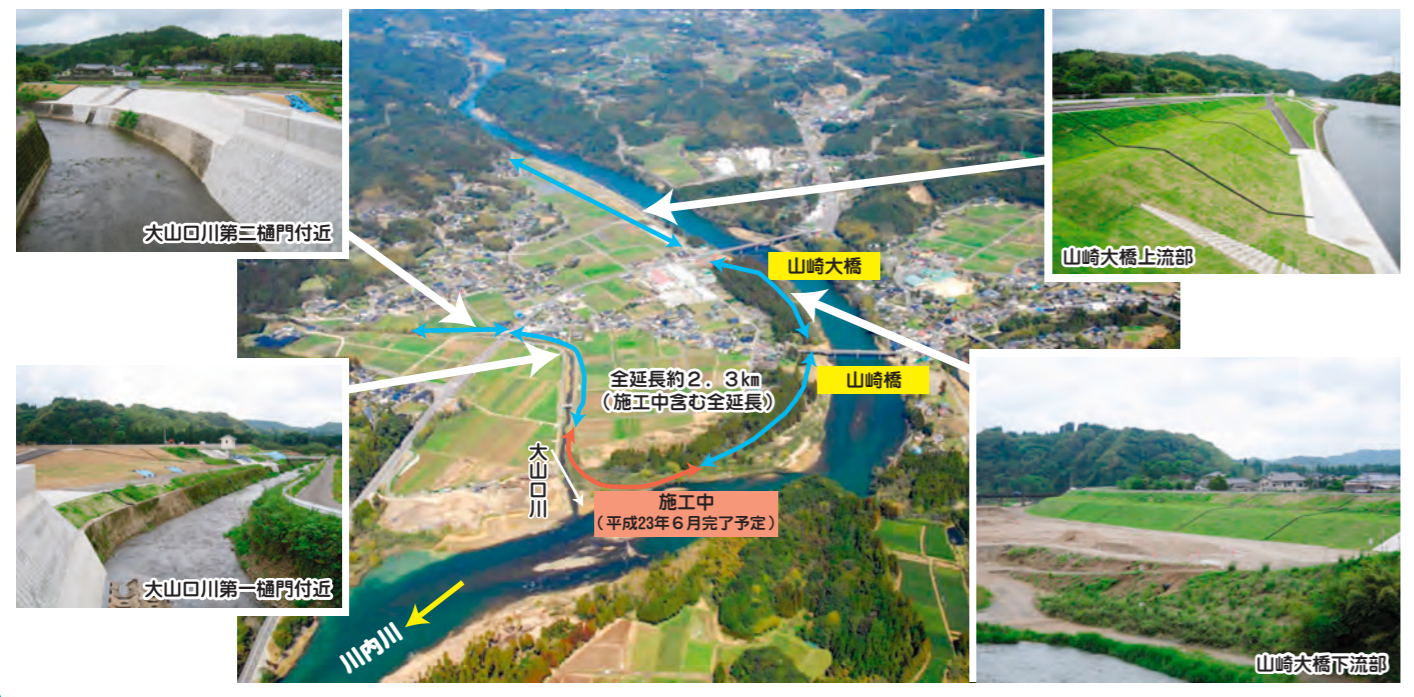 大山口川第二樋門付近
山崎大橋上流部
山崎大橋
全延長約2．3㎞
（施工中含む全延長）
山崎橋
大山口川
施工中
（平成23年６月完了予定）
大山口川第一樋門付近
川内川
山崎大橋下流部